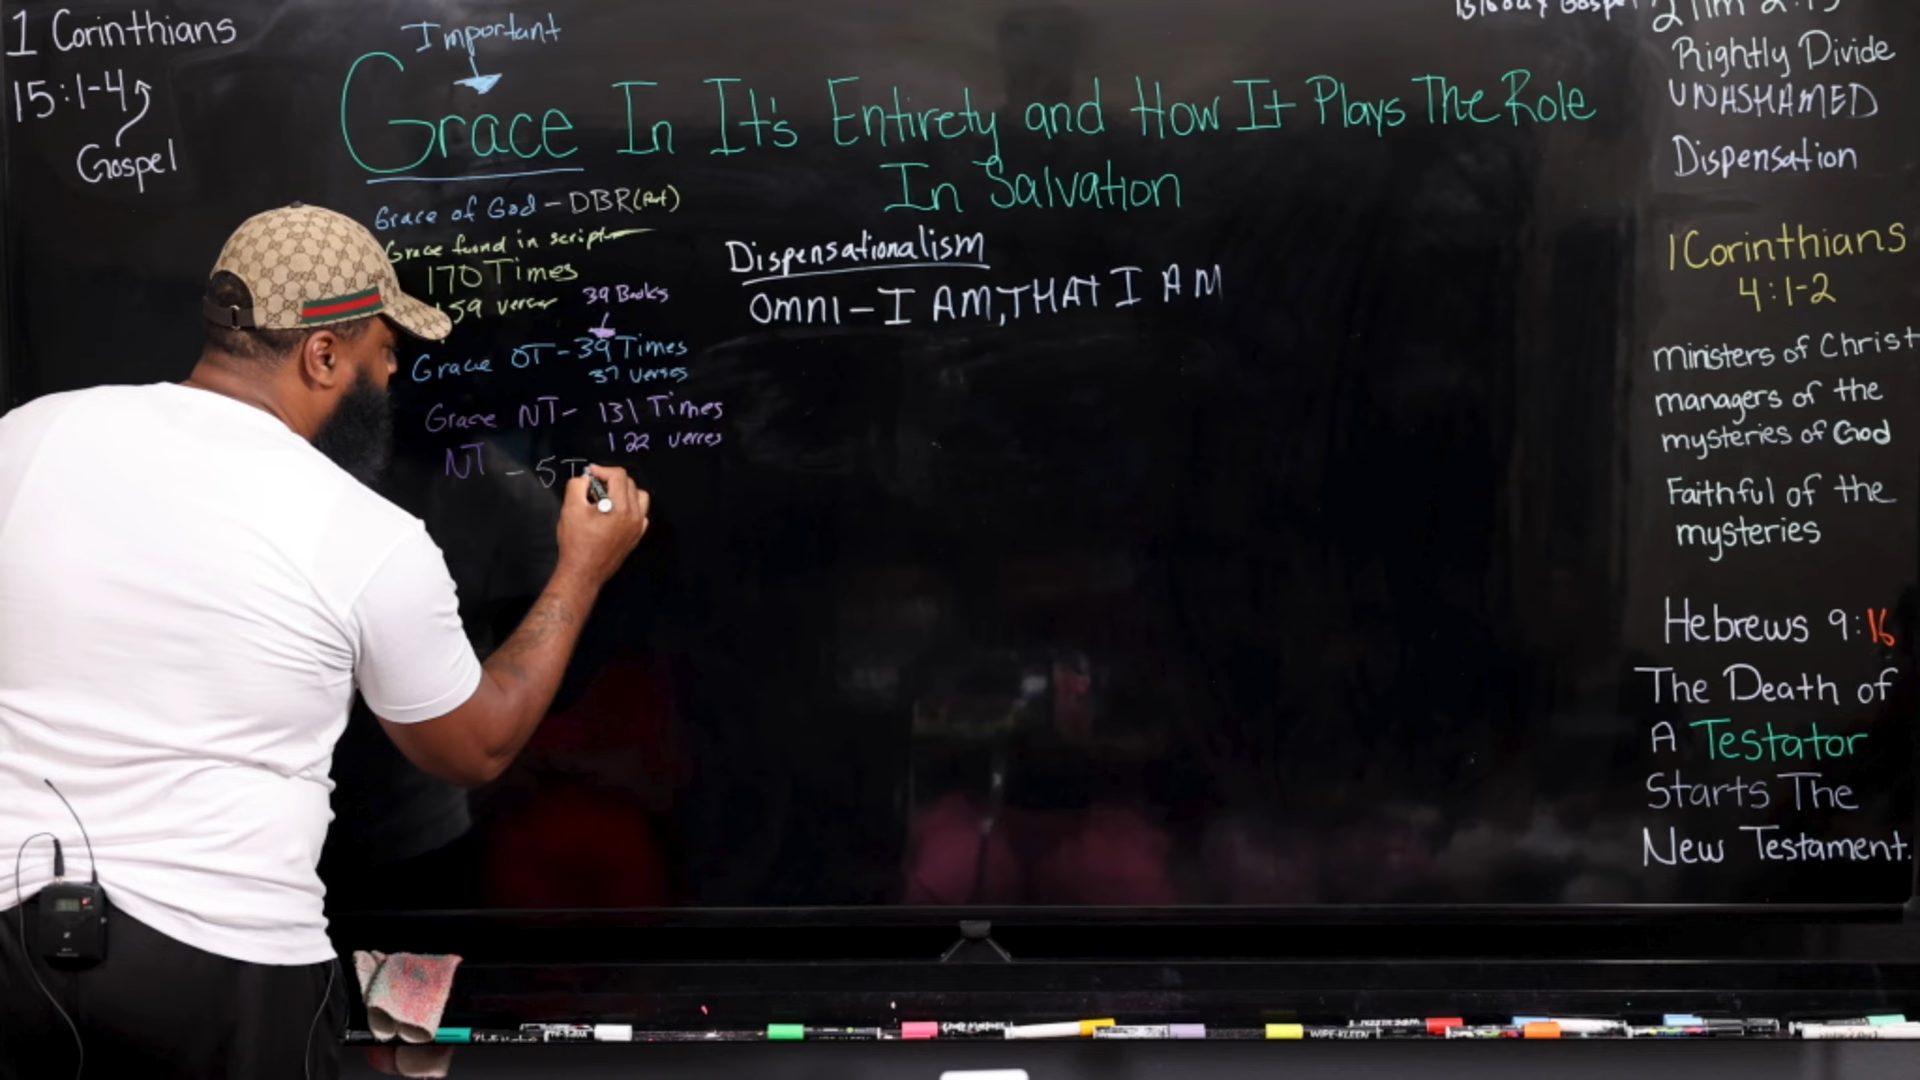 1 Corinthians
15:1-4
Gospel
Important
Grace In It's Entirety and How It Plays The Role
In Salvation
Grace of God - DBR
Grace found in
170 Times
159 verses
39 Books
Grace OT - 39 Times
37 verses
Grace NT - 131 Times
122 verses
NT - 5 T
Dispensationalism
Omni - I AM, THAT I AM
Gospel
2 Tim 2:15
Rightly Divide
UNASHAMED
Dispensation
1 Corinthians
4:1-2
ministers of Christ
managers of the
mysteries of God
Faithful of the
mysteries
Hebrews 9:16
The Death of
A Testator
Starts The
New Testament.
WIPE-KLEEN